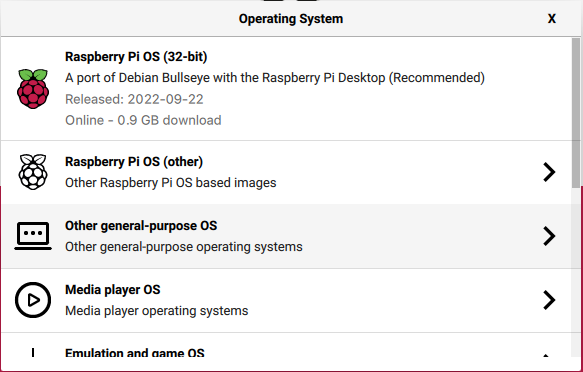 Operating System
X
Raspberry Pi OS (32-bit)
A port of Debian Bullseye with the Raspberry Pi Desktop (Recommended)
Released: 2022-09-22
Online - 0.9 GB download
Raspberry Pi OS (other)
Other Raspberry Pi OS based images
Other general-purpose OS
Other general-purpose operating systems
Media player OS
Media player operating systems
Emulation and game OS